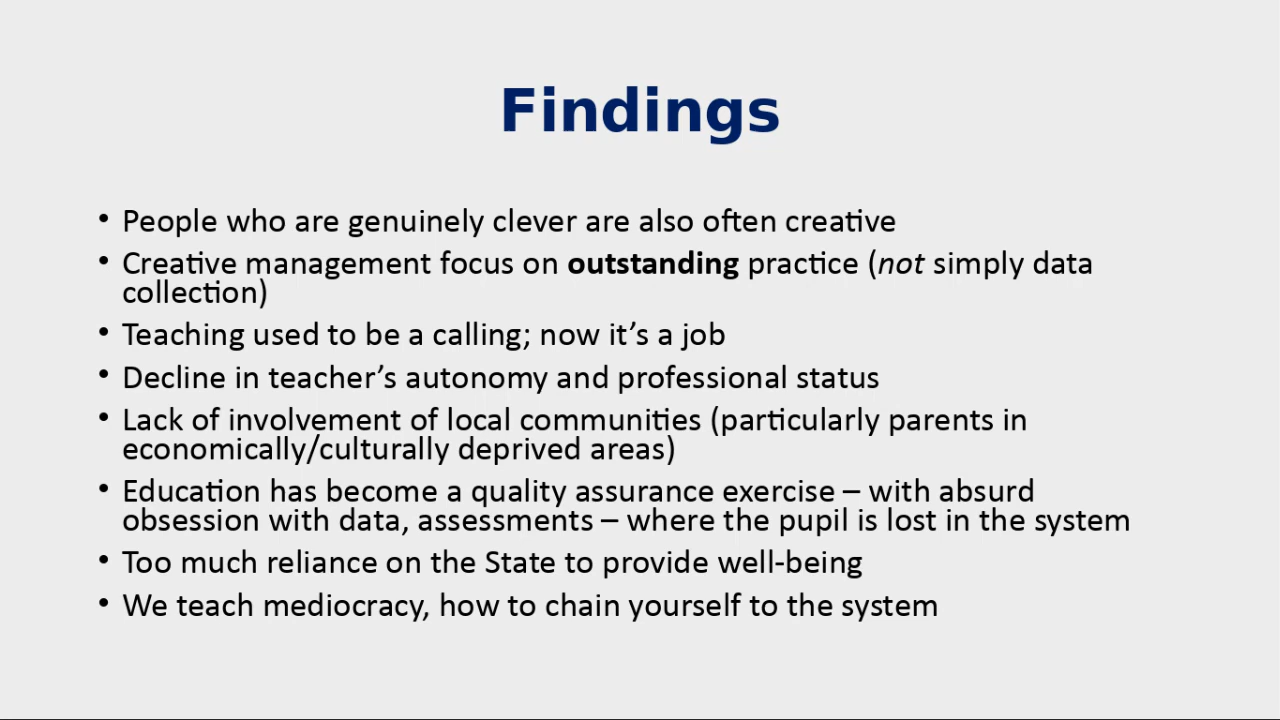 Findings
• People who are genuinely clever are also often creative
• Creative management focus on outstanding practice (not simply data
collection)
• Teaching used to be a calling; now it’s a job
• Decline in teacher’s autonomy and professional status
• Lack of involvement of local communities (particularly parents in
economically/culturally deprived areas)
• Education has become a quality assurance exercise – with absurd
obsession with data, assessments – where the pupil is lost in the system
• Too much reliance on the State to provide well-being
• We teach mediocracy, how to chain yourself to the system